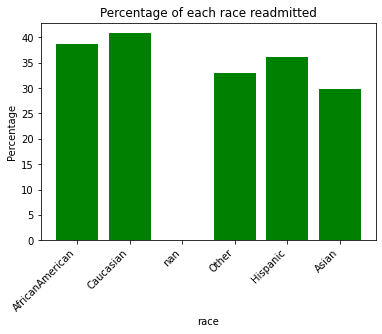 Percentage of each race readmitted
Percentage
40
35
30
25
20
15
10
5
0
AfricanAmerican
Caucasian
nan
Other
Hispanic
Asian
race